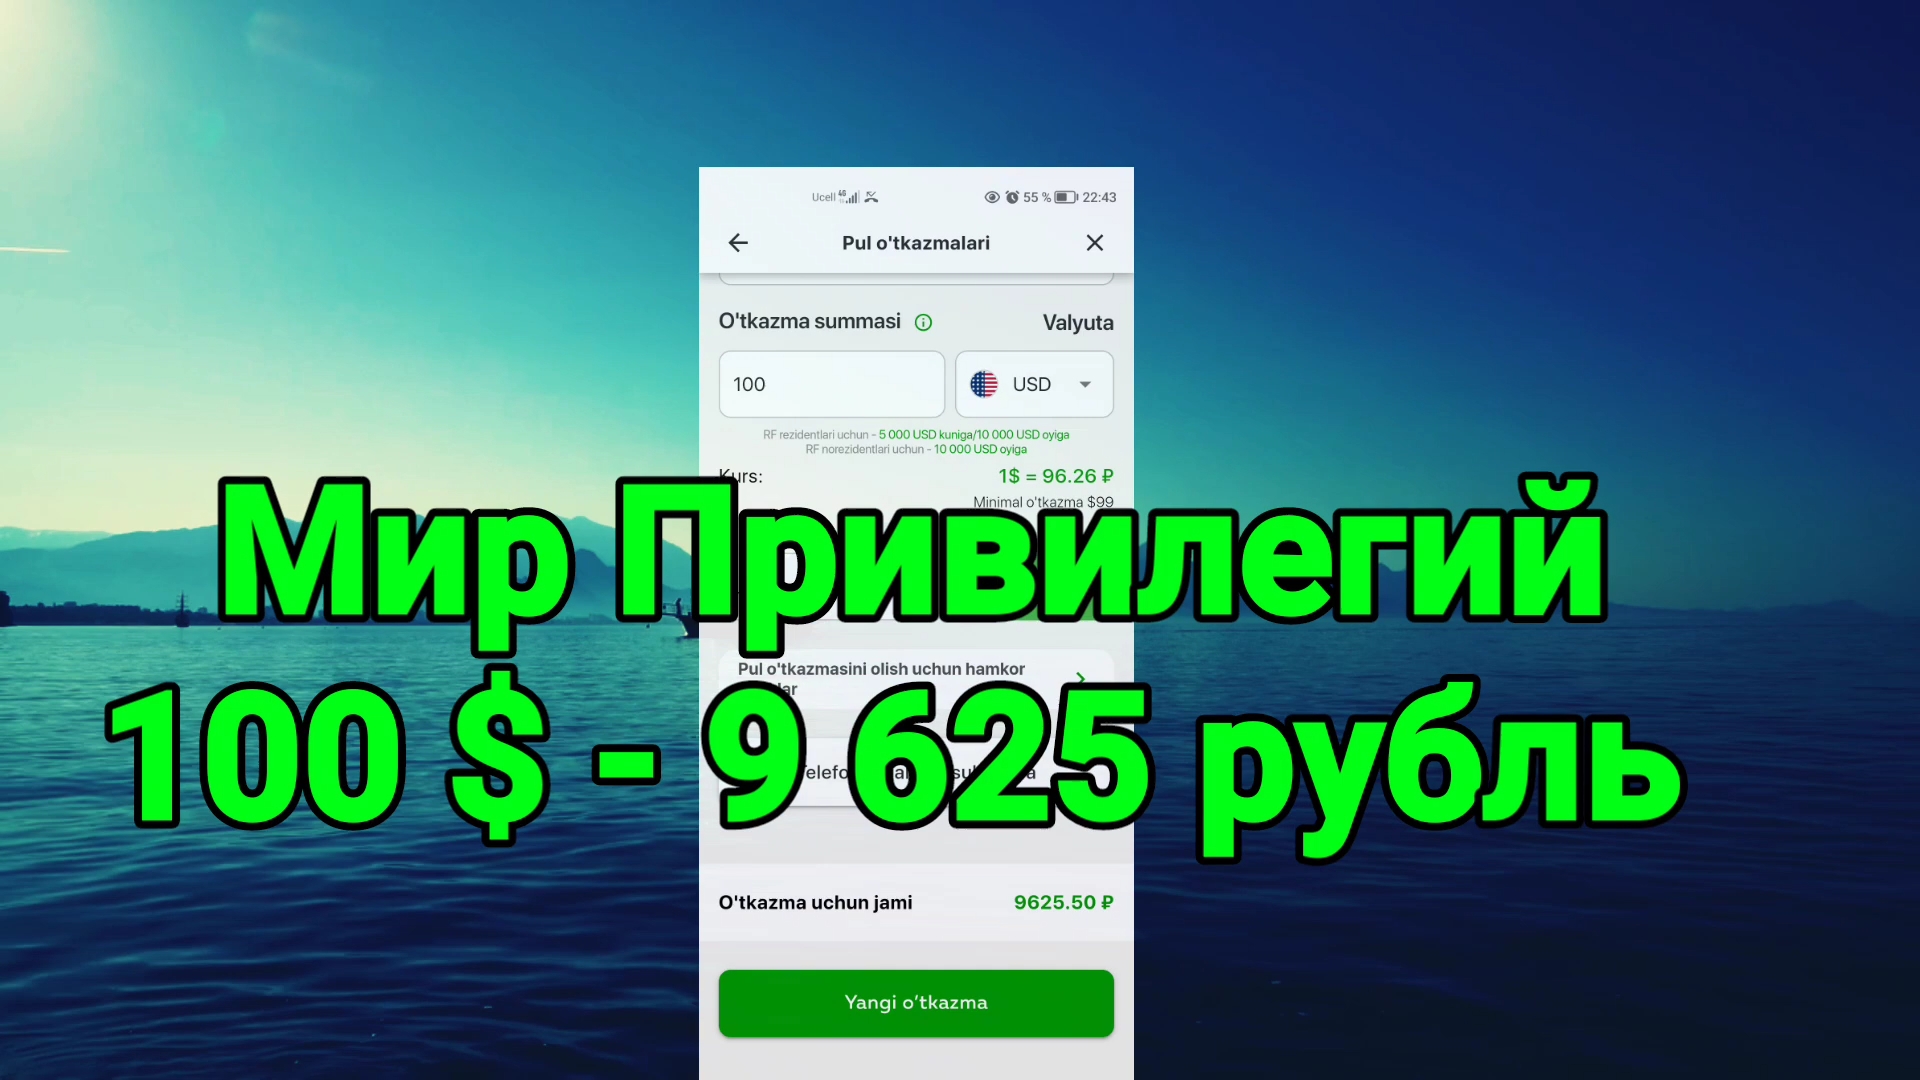 Ucell 4G 55 % 22:43
Pul o'tkazmalari
O'tkazma summasi Valyuta
100 USD
RF rezidentlari uchun - 5 000 USD kuniga/10 000 USD oyiga
RF norezidentlari uchun - 10 000 USD oyiga
Kurs: 1$ = 96.26 ₽
Minimal o'tkazma $99
Мир Привилегий
Pul o'tkazmasini olish uchun hamkor
100 $ - 9 625 рубль
O'tkazma uchun jami 9625.50 ₽
Yangi o‘tkazma